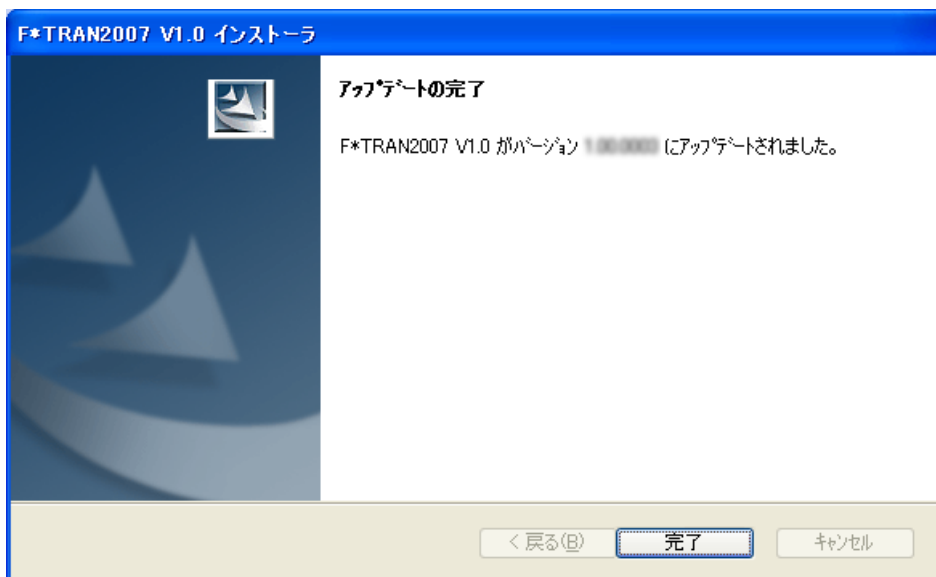 F*TRAN2007 V1.0 インストーラ
アップデートの完了
F*TRAN2007 V1.0 がバージョン にアップデートされました。
< 戻る(B)
完了
キャンセル